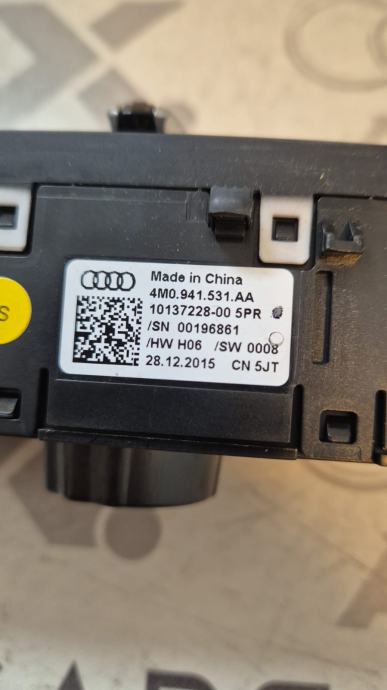 Made in China
4M0.941.531.AA
10137228-00 5PR
/SN 00196861
/HW H06 /SW 0008
28.12.2015 CN 5JT
S